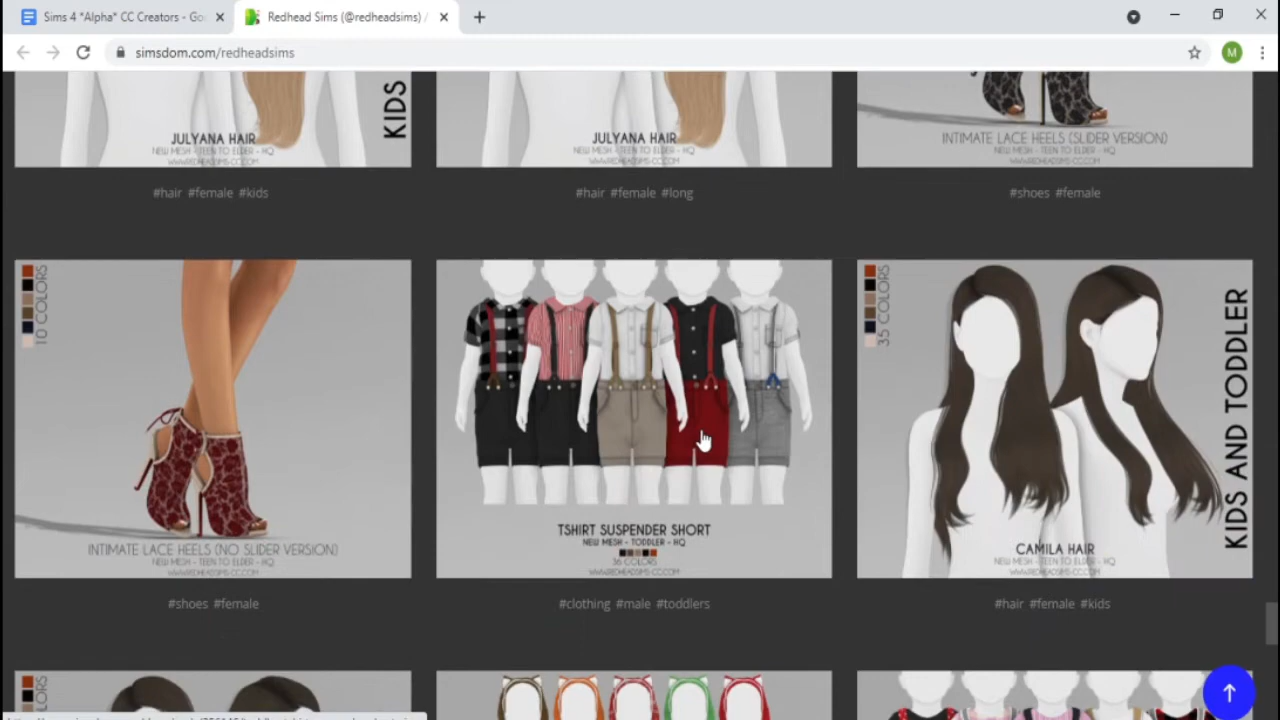 Sims 4 *Alpha* CC Creators - Go
Redhead Sims (@redheadsims) /
simsdom.com/redheadsims
M
JULYANA HAIR
NEW MESH - TEEN TO ELDER - HQ
WWW.REDHEADSIMS-CC.COM
KIDS
#hair #female #kids
JULYANA HAIR
NEW MESH - TEEN TO ELDER - HQ
WWW.REDHEADSIMS-CC.COM
#hair #female #long
INTIMATE LACE HEELS (SLIDER VERSION)
NEW MESH - TEEN TO ELDER - HQ
WWW.REDHEADSIMS-CC.COM
#shoes #female
10 COLORS
INTIMATE LACE HEELS (NO SLIDER VERSION)
NEW MESH - TEEN TO ELDER - HQ
WWW.REDHEADSIMS-CC.COM
#shoes #female
TSHIRT SUSPENDER SHORT
NEW MESH - TODDLER - HQ
36 COLORS
WWW.REDHEADSIMS-CC.COM
#clothing #male #toddlers
35 COLORS
KIDS AND TODDLER
CAMILA HAIR
NEW MESH - TEEN TO ELDER - HQ
WWW.REDHEADSIMS-CC.COM
#hair #female #kids